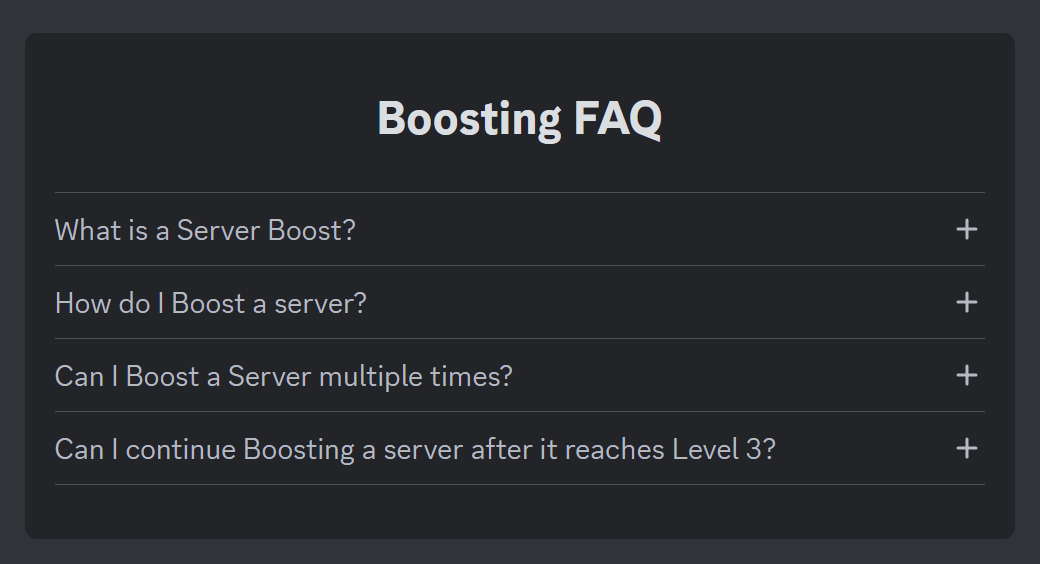 Boosting FAQ
What is a Server Boost?
How do I Boost a server?
Can I Boost a Server multiple times?
Can I continue Boosting a server after it reaches Level 3?